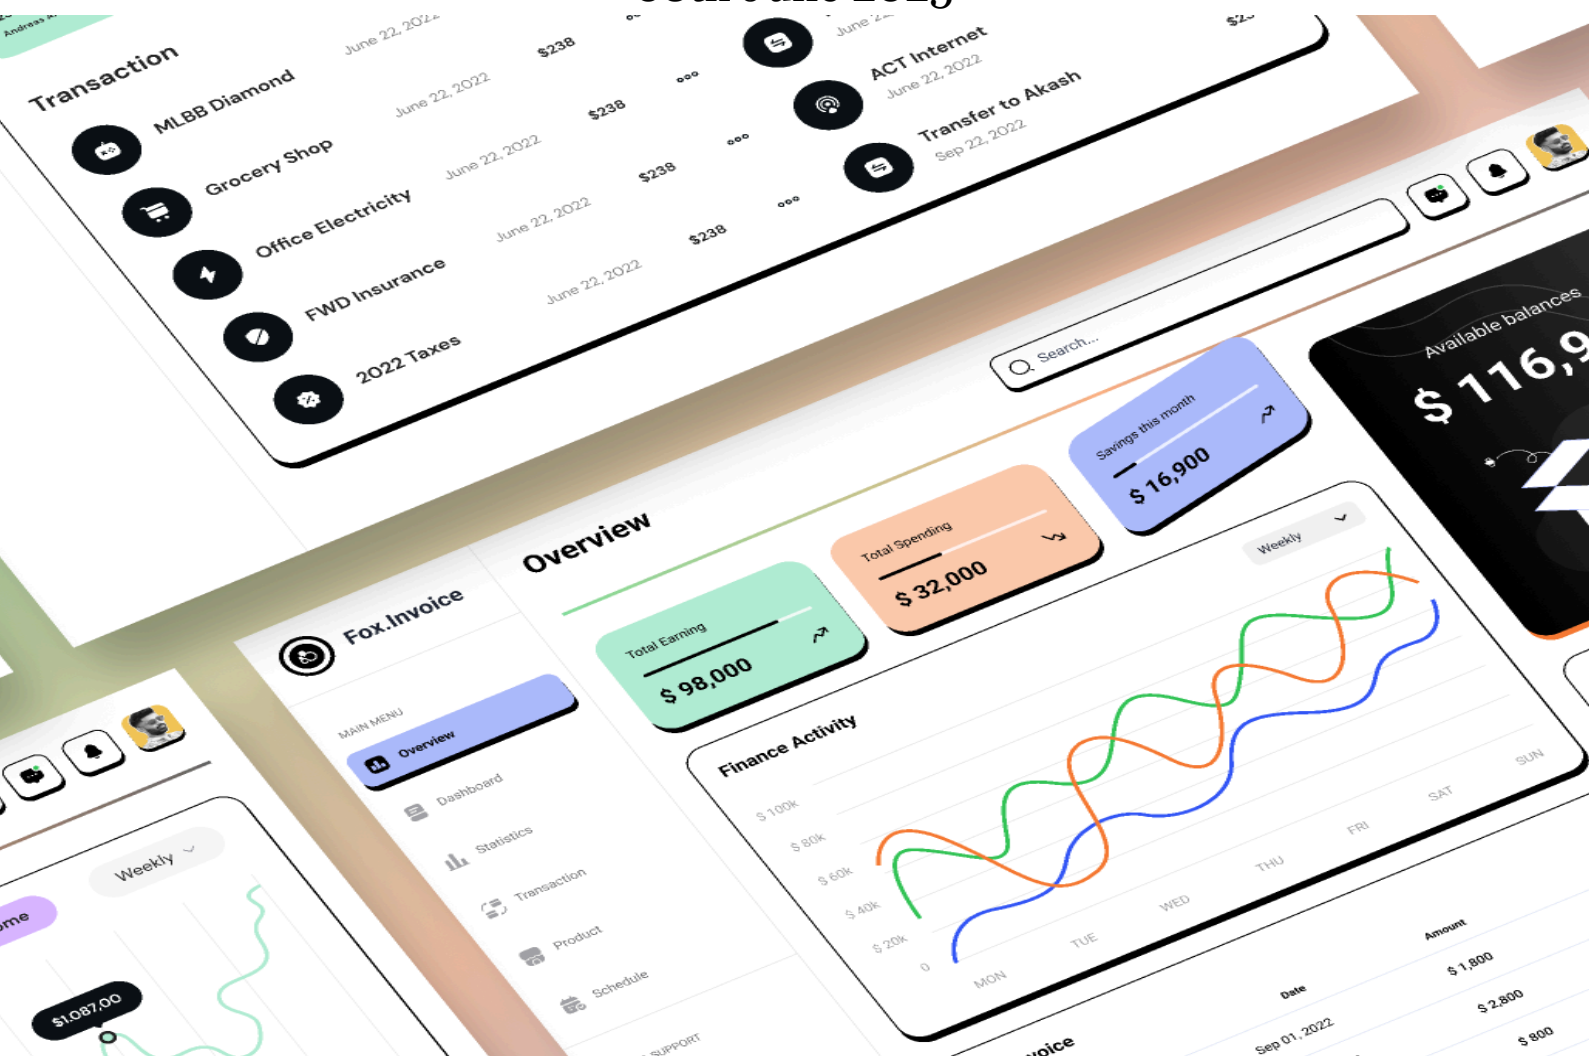 Andreas
Transaction
MLBB Diamond
June 22, 2022
Grocery Shop
June 22, 2022
$238
Office Electricity
June 22, 2022
$238
FWD Insurance
June 22, 2022
$238
2022 Taxes
June 22, 2022
$238
June 22,
ACT Internet
June 22, 2022
Transfer to Akash
Sep 22, 2022
Search...
Available balances
Fox.Invoice
MAIN MENU
Overview
Dashboard
Statistics
Transaction
Product
Schedule
SUPPORT
Overview
Total Earning
$ 98,000
Total Spending
$ 32,000
Savings this month
$ 16,900
Finance Activity
Weekly
$ 100k
$ 80k
$ 60k
$ 40k
$ 20k
0
MON
TUE
WED
THU
FRI
SAT
SUN
Date
Amount
Sep 01, 2022
$ 1,800
$ 2,800
$ 800
Weekly
$1.087,00